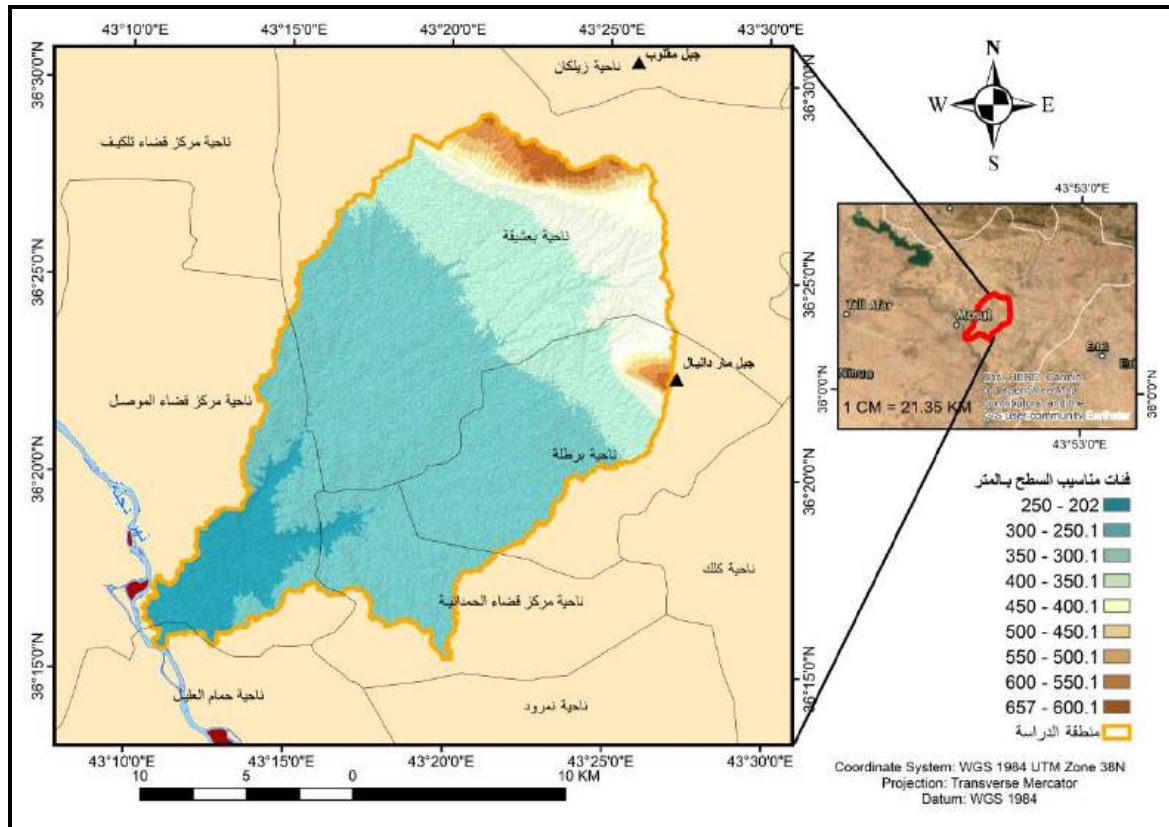 43°10'0"E 43°15'0"E 43°20'0"E 43°25'0"E 43°30'0"E
36°30'0"N
36°25'0"N
36°20'0"N
36°15'0"N
جبل مقلوب
ناحية زيلكان
ناحية مركز قضاء تلكيف
ناحية بعشيقة
جبل مار دانيال
ناحية مركز قضاء الموصل
ناحية برطلة
ناحية كلك
ناحية مركز قضاء الحمدانية
ناحية حمام العليل
ناحية نمرود
36°30'0"N
36°25'0"N
36°20'0"N
36°15'0"N
43°10'0"E 43°15'0"E 43°20'0"E 43°25'0"E 43°30'0"E
10 5 0 10 KM
N
W E
S
43°53'0"E
Till Afar
Mosul
Esri, HERE, Garmin,
user community
Earthstar
1 CM = 21.35 KM
36°0'0"N
36°0'0"N
43°53'0"E
فئات مناسيب السطح بالمتر
250 - 202
300 - 250.1
350 - 300.1
400 - 350.1
450 - 400.1
500 - 450.1
550 - 500.1
600 - 550.1
657 - 600.1
منطقة الدراسة
Coordinate System: WGS 1984 UTM Zone 38N
Projection: Transverse Mercator
Datum: WGS 1984